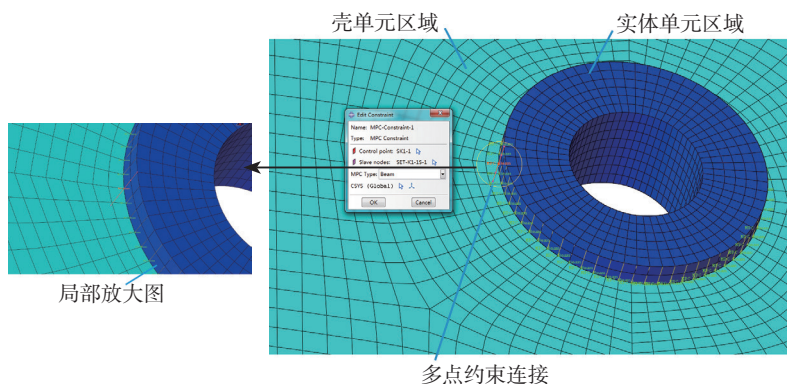 壳单元区域
实体单元区域
Edit Constraint
Name: MPC-Constraint-1
Type: MPC Constraint
Control point: SK1-1
Slave nodes: SET-K1-1S-1
MPC Type: Beam
CSYS (Global)
OK Cancel
局部放大图
多点约束连接